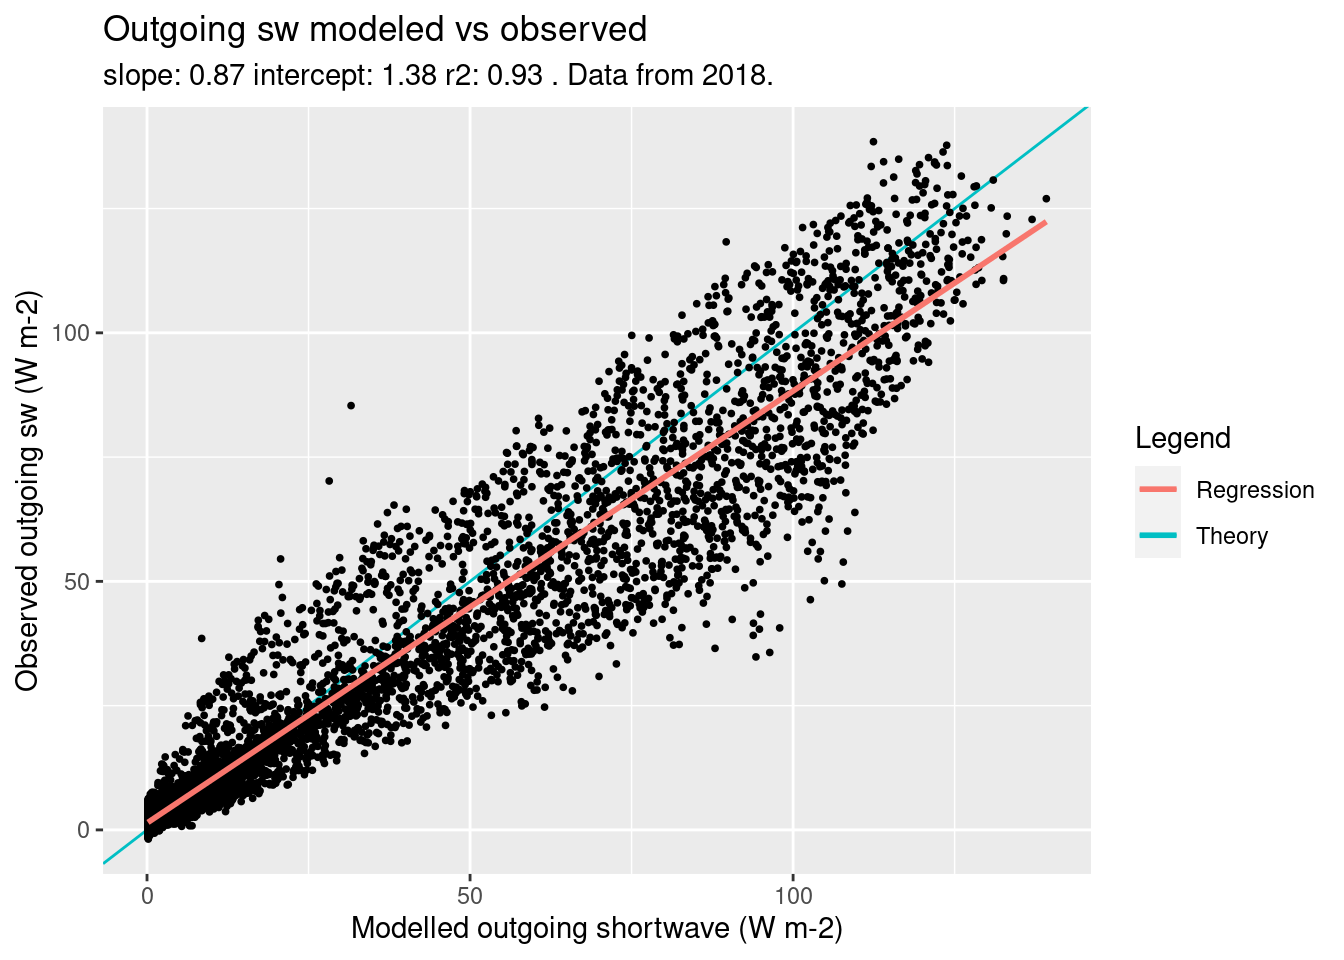 Outgoing sw modeled vs observed
slope: 0.87 intercept: 1.38 r2: 0.93 . Data from 2018.
Observed outgoing sw (W m-2)
100
50
0
0 50 100
Modelled outgoing shortwave (W m-2)
Legend
Regression
Theory